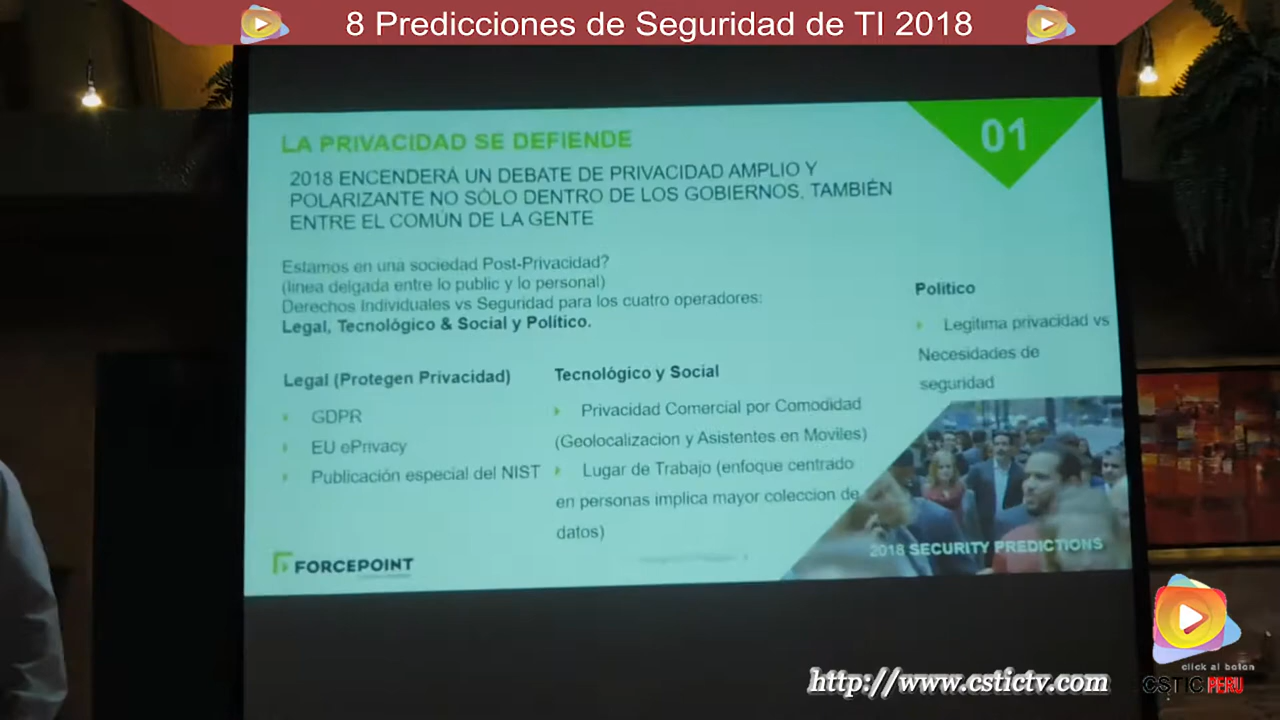 8 Predicciones de Seguridad de TI 2018
01
LA PRIVACIDAD SE DEFIENDE
2018 ENCENDERÁ UN DEBATE DE PRIVACIDAD AMPLIO Y
POLARIZANTE NO SÓLO DENTRO DE LOS GOBIERNOS, TAMBIÉN
ENTRE EL COMÚN DE LA GENTE
Estamos en una sociedad Post-Privacidad?
(linea delgada entre lo public y lo personal)
Derechos Individuales vs Seguridad para los cuatro operadores:
Legal, Tecnológico & Social y Político.
Legal (Protegen Privacidad)
GDPR
EU ePrivacy
Publicación especial del NIST
Tecnológico y Social
Privacidad Comercial por Comodidad
(Geolocalizacion y Asistentes en Moviles)
Lugar de Trabajo (enfoque centrado
en personas implica mayor coleccion de
datos)
Político
Legitima privacidad vs
Necesidades de
seguridad
FORCEPOINT
2018 SECURITY PREDICTIONS
http://www.cstictv.com
click al boton
CSTIC PERU